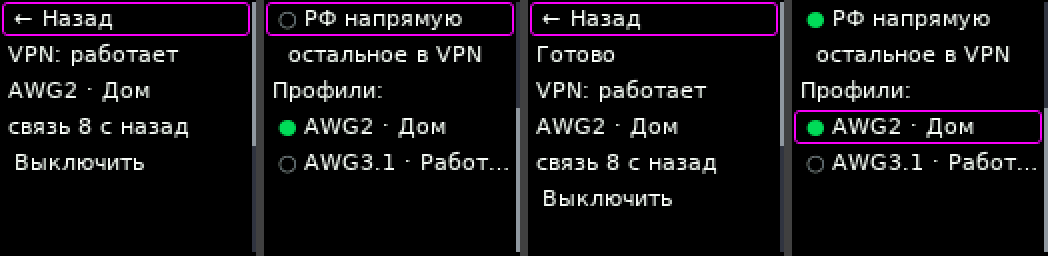 ← Назад
VPN: работает
AWG2 · Дом
связь 8 с назад
Выключить
РФ напрямую
остальное в VPN
Профили:
AWG2 · Дом
AWG3.1 · Работ...
← Назад
Готово
VPN: работает
AWG2 · Дом
связь 8 с назад
Выключить
РФ напрямую
остальное в VPN
Профили:
AWG2 · Дом
AWG3.1 · Работ...